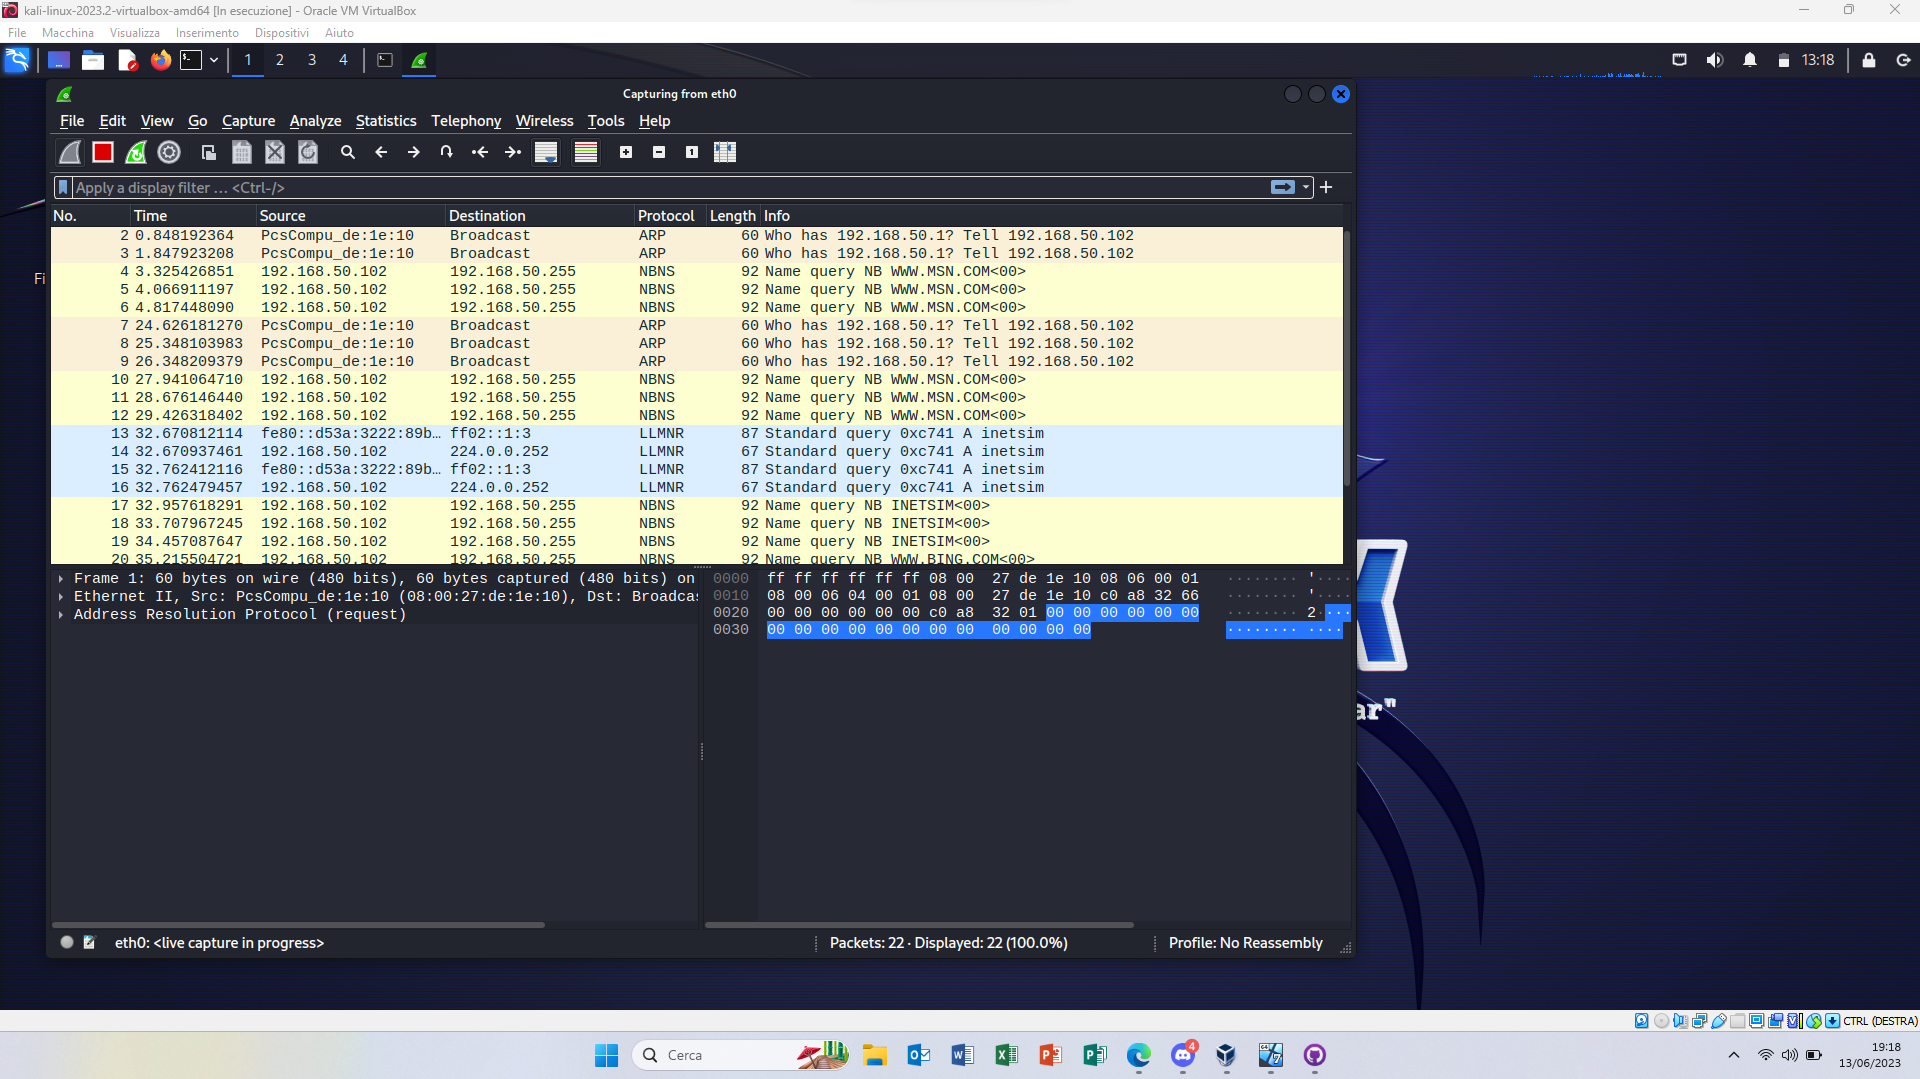 kali-linux-2023.2-virtualbox-amd64 [In esecuzione] - Oracle VM VirtualBox
File Macchina Visualizza Inserimento Dispositivi Aiuto
1 2 3 4 13:18
Capturing from eth0
File Edit View Go Capture Analyze Statistics Telephony Wireless Tools Help
Apply a display filter ... <Ctrl-/>
No. Time Source Destination Protocol Length Info
2 0.848192364 PcsCompu_de:1e:10 Broadcast ARP 60 Who has 192.168.50.1? Tell 192.168.50.102
3 1.847923208 PcsCompu_de:1e:10 Broadcast ARP 60 Who has 192.168.50.1? Tell 192.168.50.102
4 3.325426851 192.168.50.102 192.168.50.255 NBNS 92 Name query NB WWW.MSN.COM<00>
Fi
5 4.066911197 192.168.50.102 192.168.50.255 NBNS 92 Name query NB WWW.MSN.COM<00>
6 4.817448090 192.168.50.102 192.168.50.255 NBNS 92 Name query NB WWW.MSN.COM<00>
7 24.626181270 PcsCompu_de:1e:10 Broadcast ARP 60 Who has 192.168.50.1? Tell 192.168.50.102
8 25.348103983 PcsCompu_de:1e:10 Broadcast ARP 60 Who has 192.168.50.1? Tell 192.168.50.102
9 26.348209379 PcsCompu_de:1e:10 Broadcast ARP 60 Who has 192.168.50.1? Tell 192.168.50.102
10 27.941064710 192.168.50.102 192.168.50.255 NBNS 92 Name query NB WWW.MSN.COM<00>
11 28.676146440 192.168.50.102 192.168.50.255 NBNS 92 Name query NB WWW.MSN.COM<00>
12 29.426318402 192.168.50.102 192.168.50.255 NBNS 92 Name query NB WWW.MSN.COM<00>
13 32.670812114 fe80::d53a:3222:89b… ff02::1:3 LLMNR 87 Standard query 0xc741 A inetsim
14 32.670937461 192.168.50.102 224.0.0.252 LLMNR 67 Standard query 0xc741 A inetsim
15 32.762412116 fe80::d53a:3222:89b… ff02::1:3 LLMNR 87 Standard query 0xc741 A inetsim
16 32.762479457 192.168.50.102 224.0.0.252 LLMNR 67 Standard query 0xc741 A inetsim
17 32.957618291 192.168.50.102 192.168.50.255 NBNS 92 Name query NB INETSIM<00>
18 33.707967245 192.168.50.102 192.168.50.255 NBNS 92 Name query NB INETSIM<00>
19 34.457087647 192.168.50.102 192.168.50.255 NBNS 92 Name query NB INETSIM<00>
20 35.215504721 192.168.50.102 192.168.50.255 NBNS 92 Name query NB WWW.BING.COM<00>
Frame 1: 60 bytes on wire (480 bits), 60 bytes captured (480 bits) on
Ethernet II, Src: PcsCompu_de:1e:10 (08:00:27:de:1e:10), Dst: Broadcas
Address Resolution Protocol (request)
0000 ff ff ff ff ff ff 08 00 27 de 1e 10 08 06 00 01 ········ '····
0010 08 00 06 04 00 01 08 00 27 de 1e 10 c0 a8 32 66 ········ '····
0020 00 00 00 00 00 00 c0 a8 32 01 00 00 00 00 00 00 ········ 2····
0030 00 00 00 00 00 00 00 00 00 00 00 00 ········ ····
ar"
eth0: <live capture in progress>
Packets: 22 · Displayed: 22 (100.0%)
Profile: No Reassembly
CTRL (DESTRA)
Cerca
4
19:18
13/06/2023